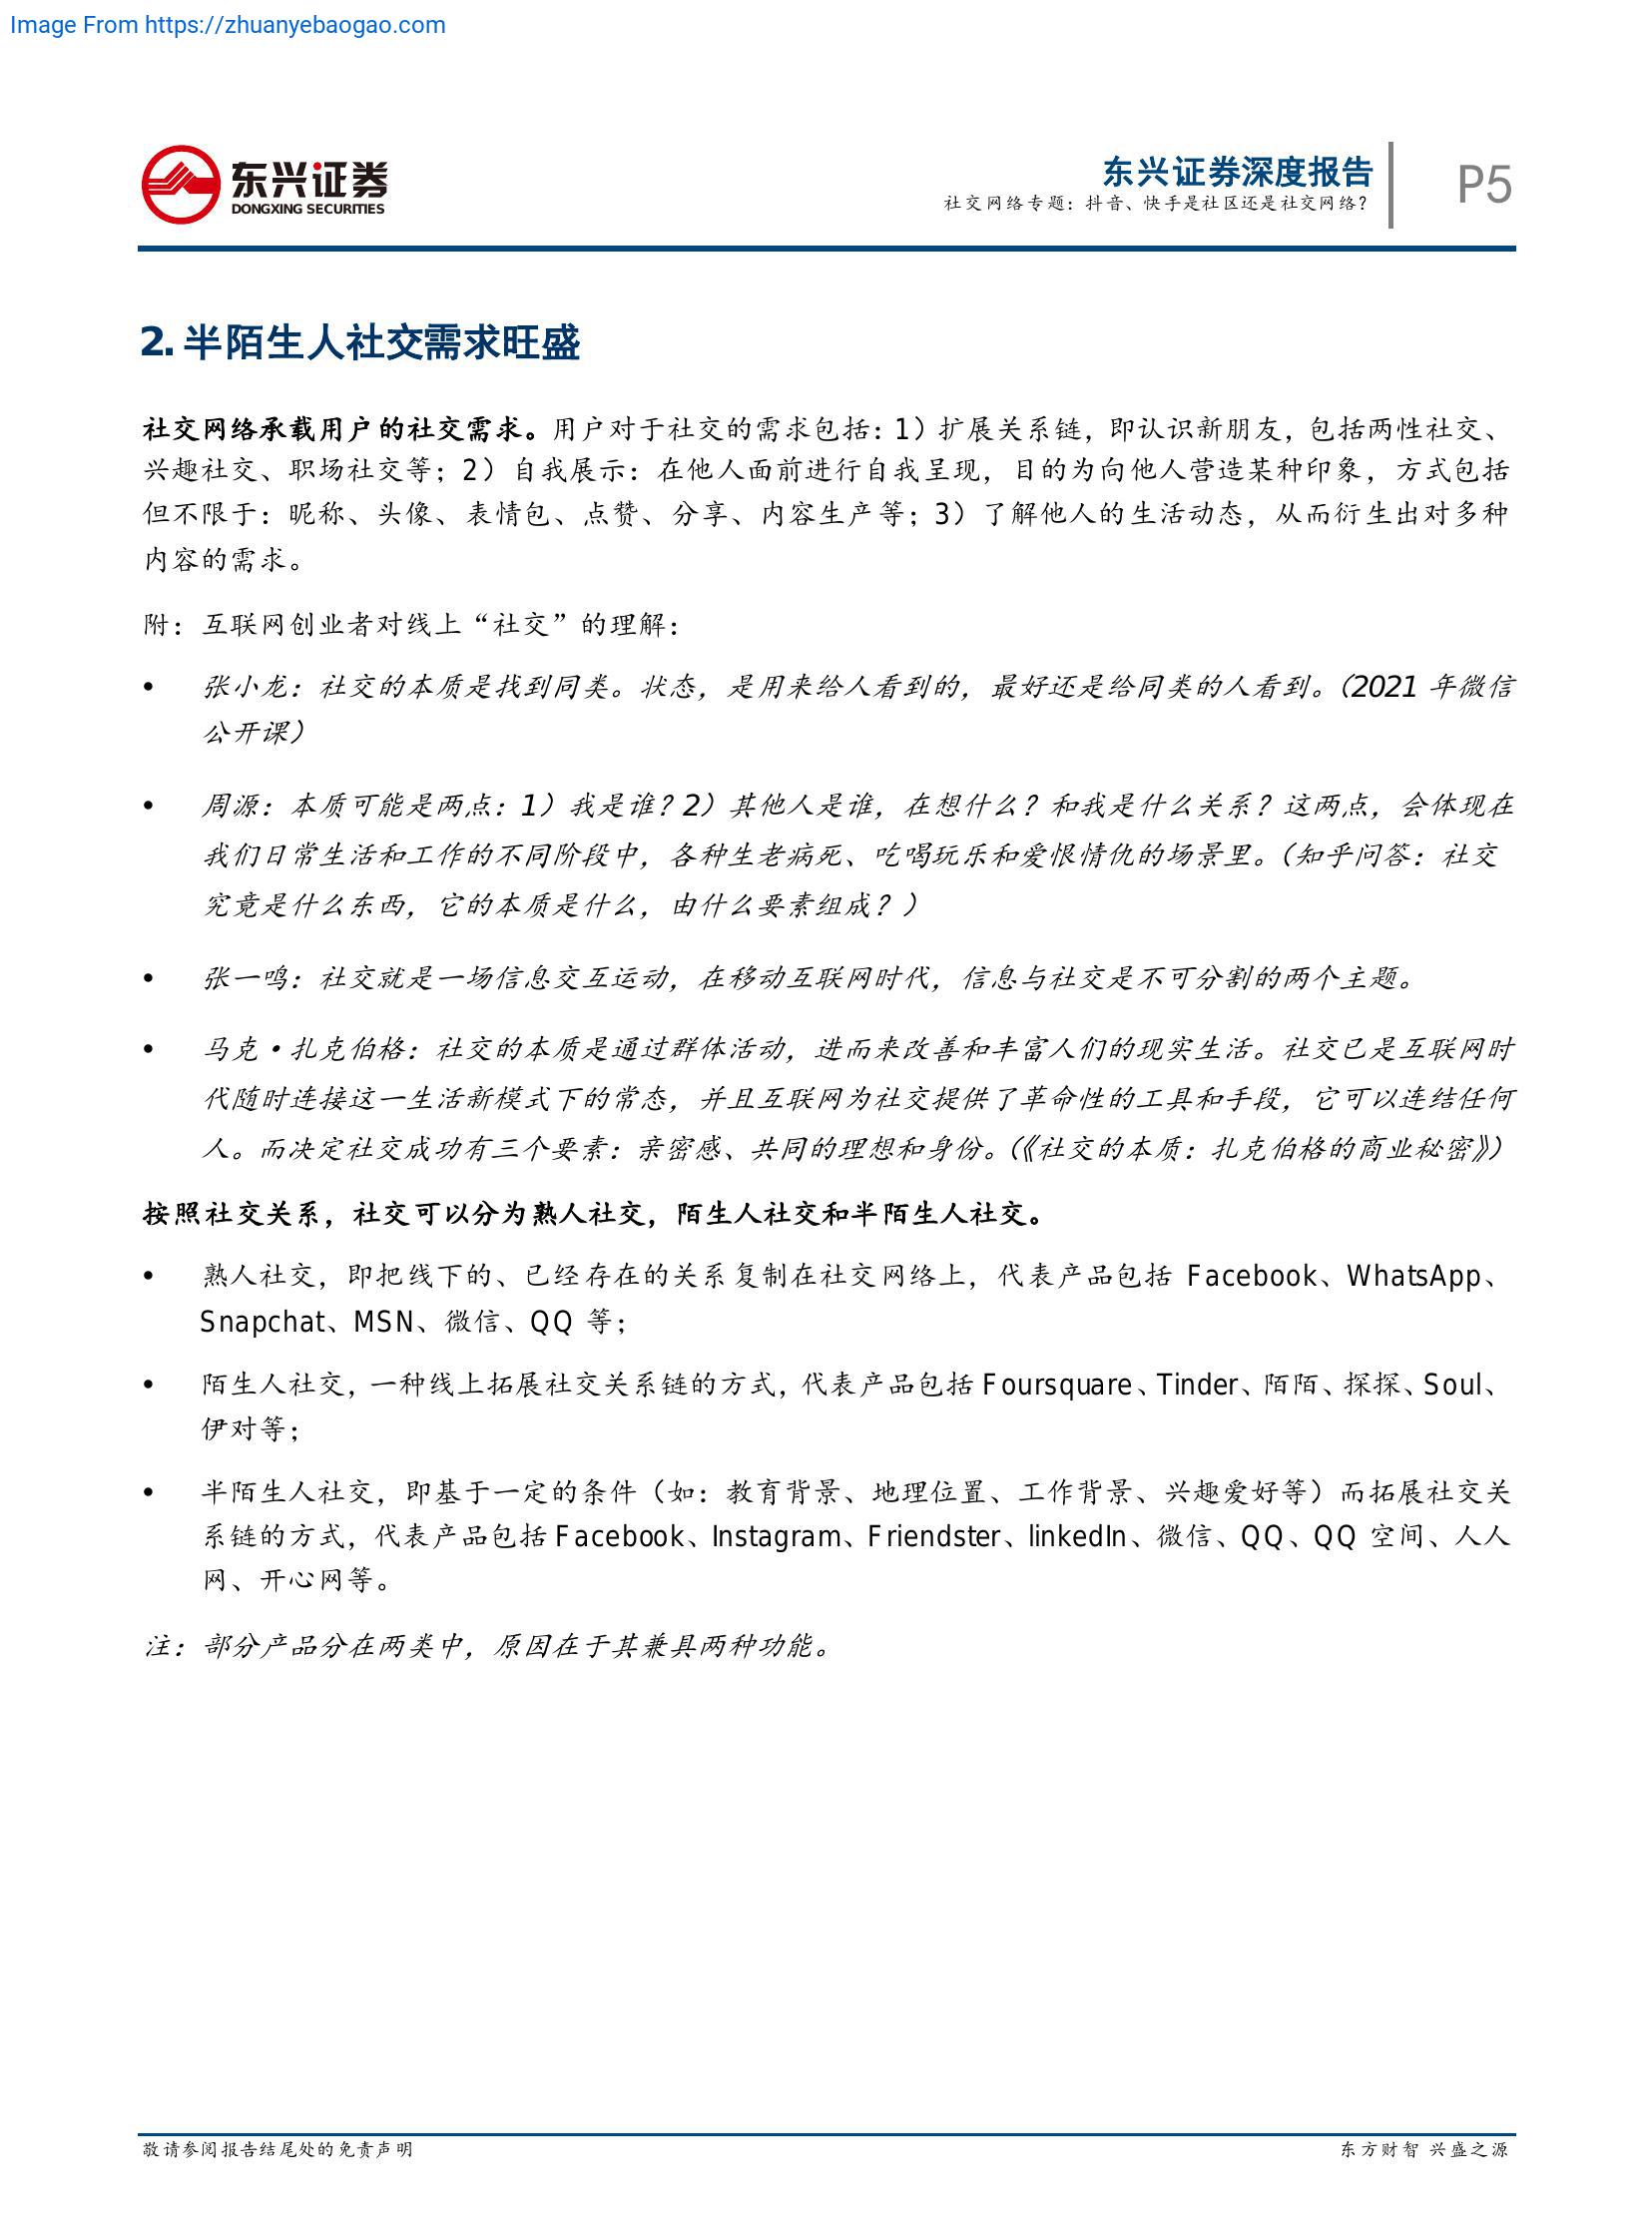 Image From https://zhuanyebaogao.com
东兴证券
DONGXING SECURITIES
东兴证券深度报告
社交网络专题：抖音、快手是社区还是社交网络？
P5
2. 半陌生人社交需求旺盛
社交网络承载用户的社交需求。用户对于社交的需求包括：1）扩展关系链，即认识新朋友，包括两性社交、
兴趣社交、职场社交等；2）自我展示：在他人面前进行自我呈现，目的为向他人营造某种印象，方式包括
但不限于：昵称、头像、表情包、点赞、分享、内容生产等；3）了解他人的生活动态，从而衍生出对多种
内容的需求。
附：互联网创业者对线上“社交”的理解：
• 张小龙：社交的本质是找到同类。状态，是用来给人看到的，最好还是给同类的人看到。（2021 年微信
公开课）
• 周源：本质可能是两点：1）我是谁？2）其他人是谁，在想什么？和我是什么关系？这两点，会体现在
我们日常生活和工作的不同阶段中，各种生老病死、吃喝玩乐和爱恨情仇的场景里。（知乎问答：社交
究竟是什么东西，它的本质是什么，由什么要素组成？）
• 张一鸣：社交就是一场信息交互运动，在移动互联网时代，信息与社交是不可分割的两个主题。
• 马克•扎克伯格：社交的本质是通过群体活动，进而来改善和丰富人们的现实生活。社交已是互联网时
代随时连接这一生活新模式下的常态，并且互联网为社交提供了革命性的工具和手段，它可以连结任何
人。而决定社交成功有三个要素：亲密感、共同的理想和身份。（《社交的本质：扎克伯格的商业秘密》）
按照社交关系，社交可以分为熟人社交，陌生人社交和半陌生人社交。
• 熟人社交，即把线下的、已经存在的关系复制在社交网络上，代表产品包括 Facebook、WhatsApp、
Snapchat、MSN、微信、QQ 等；
• 陌生人社交，一种线上拓展社交关系链的方式，代表产品包括 Foursquare、Tinder、陌陌、探探、Soul、
伊对等；
• 半陌生人社交，即基于一定的条件（如：教育背景、地理位置、工作背景、兴趣爱好等）而拓展社交关
系链的方式，代表产品包括 Facebook、Instagram、Friendster、linkedIn、微信、QQ、QQ 空间、人人
网、开心网等。
注：部分产品分在两类中，原因在于其兼具两种功能。
敬请参阅报告结尾处的免责声明
东方财智 兴盛之源